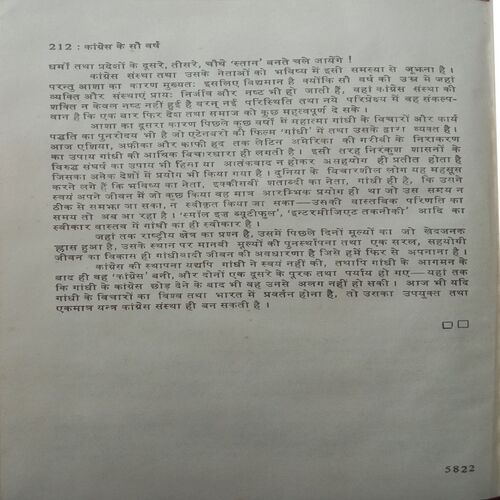 212 : कांग्रेस के सौ वर्ष
धर्मों तथा प्रदेशों के दूसरे, तीसरे, चौथे 'स्तान' बनते चले जायेंगे !
कांग्रेस संस्था तथा उसके नेताओं को भविष्य में इसी समस्या से जूझना है।
परन्तु आशा का कारण मुख्यतः इसलिए विद्यमान है क्योंकि सौ वर्ष की उम्र में जहां
व्यक्ति और संस्थाएं प्रायः निर्जीव और नष्ट भी हो जाती हैं, वहां कांग्रेस संस्था की
शक्ति न केवल नष्ट नहीं हुई है वरन् नई परिस्थिति तथा नये परिप्रेक्ष्य में वह संकल्प-
वान है कि एक बार फिर देश तथा समाज को कुछ महत्वपूर्ण दे सके।
आशा का दूसरा कारण पिछले कुछ वर्षों में महात्मा गांधी के विचारों और कार्य
पद्धति का पुनरोदय भी है जो एटेनबरो की फिल्म 'गांधी' में तथा उसके द्वारा व्यक्त है।
आज एशिया, अफ्रीका और काफी हद तक लेटिन अमेरिका की गरीबी के निराकरण
का उपाय गांधी की आर्थिक विचारधारा ही लगती है। इसी तरह निरंकुश शासनों के
विरुद्ध संघर्ष का उपाय भी हिंसा या आतंकवाद न होकर असहयोग ही प्रतीत होता है
जिसका अनेक देशों में प्रयोग भी किया गया है। दुनिया के विचारशील लोग यह महसूस
करने लगे हैं कि भविष्य का नेता, इक्कीसवीं शताब्दी का नेता, गांधी ही है, कि उसने
स्वयं अपने जीवन में जो कुछ किया वह मात्र आरम्भिक प्रयोग ही था जो उस समय न
ठीक से समझा जा सका, न स्वीकृत किया जा सका—उसकी वास्तविक परिणति का
समय तो अब आ रहा है। 'स्मॉल इज ब्यूटीफुल', 'इन्टरमीजिएट तकनीकी' आदि का
स्वीकार वास्तव में गांधी का ही स्वीकार है।
जहां तक राष्ट्रीय क्षेत्र का प्रश्न है, उसमें पिछले दिनों मूल्यों का जो खेदजनक
ह्रास हुआ है, उसके स्थान पर मानवी मूल्यों की पुनर्स्थापना तथा एक सरल, सहयोगी
जीवन का विकास ही गांधीवादी जीवन की अवधारणा है जिसे हमें फिर से अपनाना है।
कांग्रेस की स्थापना यद्यपि गांधी ने स्वयं नहीं की, तथापि गांधी के आगमन के
बाद ही वह 'कांग्रेस' बनी, और दोनों एक दूसरे के पूरक तथा पर्याय हो गए—यहां तक
कि गांधी के कांग्रेस छोड़ देने के बाद भी वह उनसे अलग नहीं हो सकी। आज भी यदि
गांधी के विचारों का विश्व तथा भारत में प्रवर्तन होना है, तो उसका उपयुक्त तथा
एकमात्र यन्त्र कांग्रेस संस्था ही बन सकती है।
5822